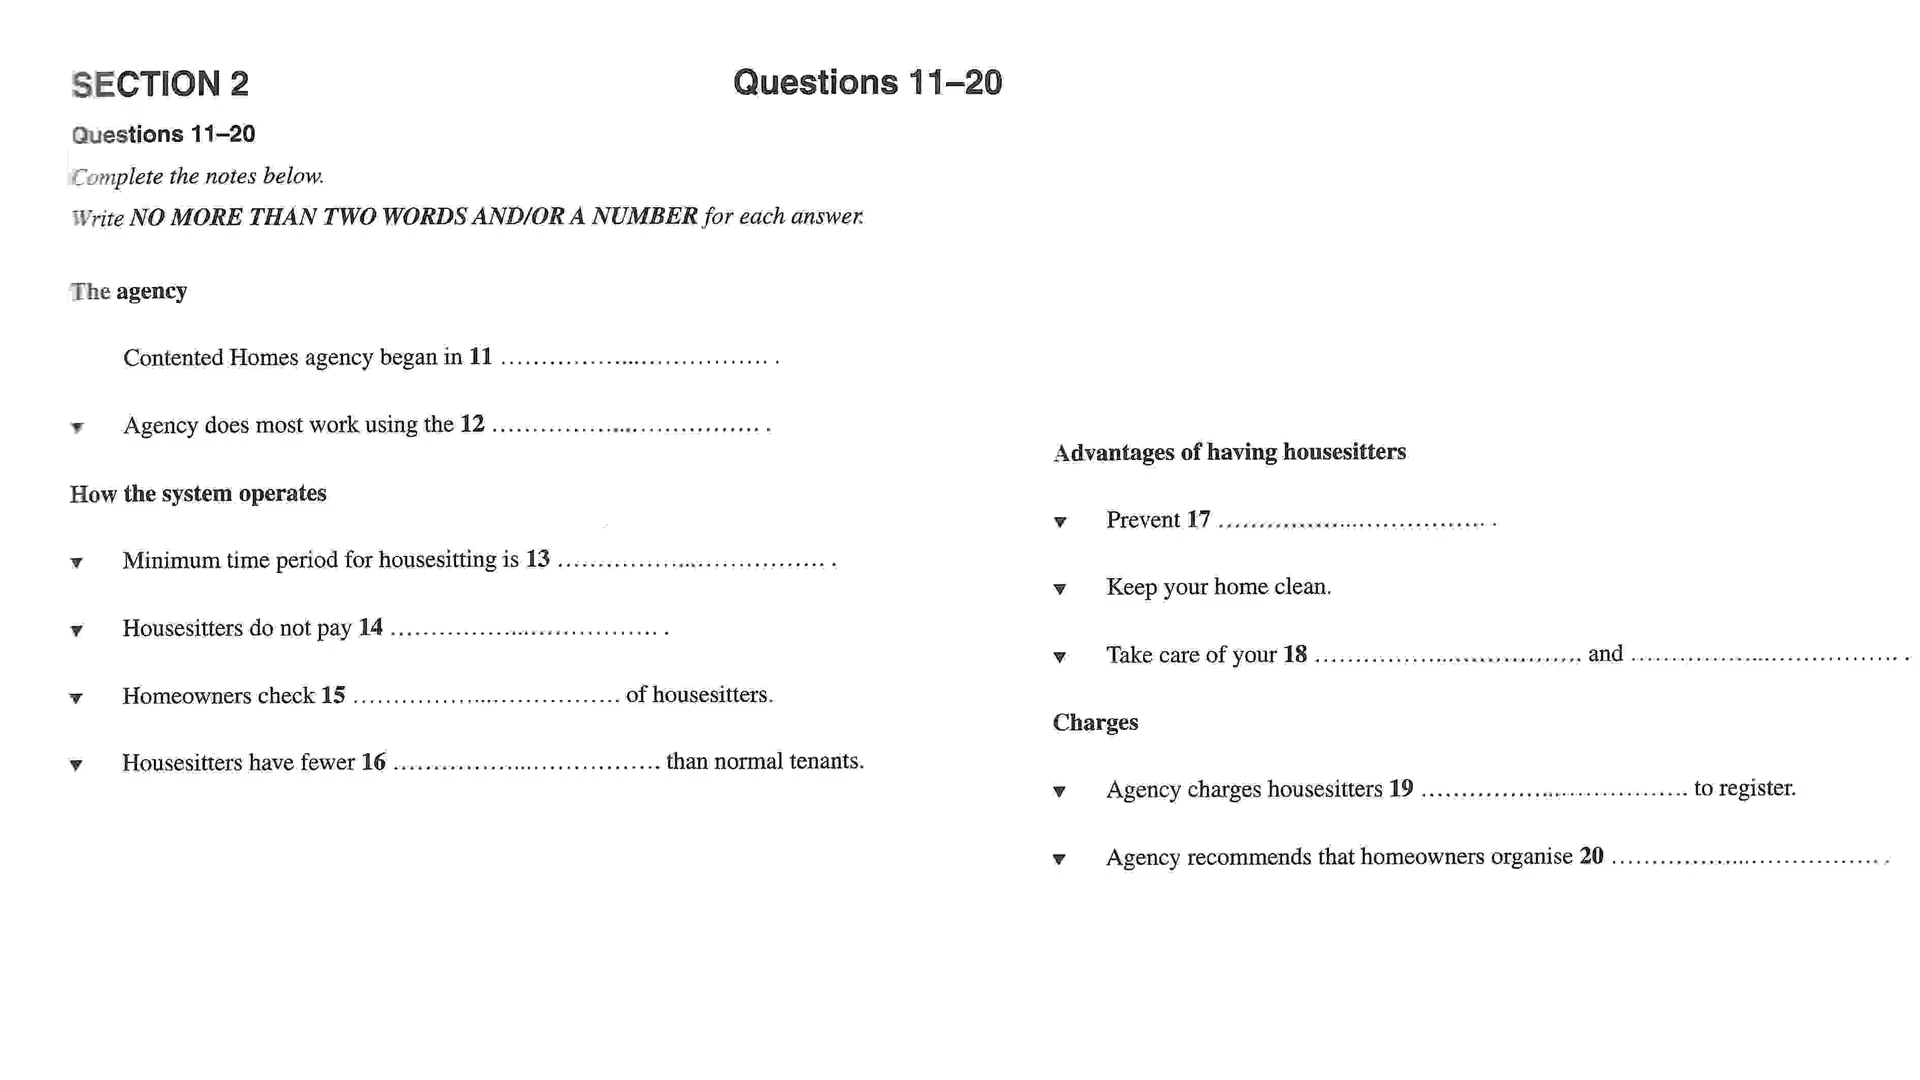 SECTION 2
Questions 11–20
Questions 11–20
Complete the notes below.
Write NO MORE THAN TWO WORDS AND/OR A NUMBER for each answer.
The agency
Contented Homes agency began in 11 .................................. .
▼ Agency does most work using the 12 .................................. .
How the system operates
▼ Minimum time period for housesitting is 13 .................................. .
▼ Housesitters do not pay 14 .................................. .
▼ Homeowners check 15 .................................. of housesitters.
▼ Housesitters have fewer 16 .................................. than normal tenants.
Advantages of having housesitters
▼ Prevent 17 .................................. .
▼ Keep your home clean.
▼ Take care of your 18 .................................. and .................................. .
Charges
▼ Agency charges housesitters 19 .................................. to register.
▼ Agency recommends that homeowners organise 20 .................................. .